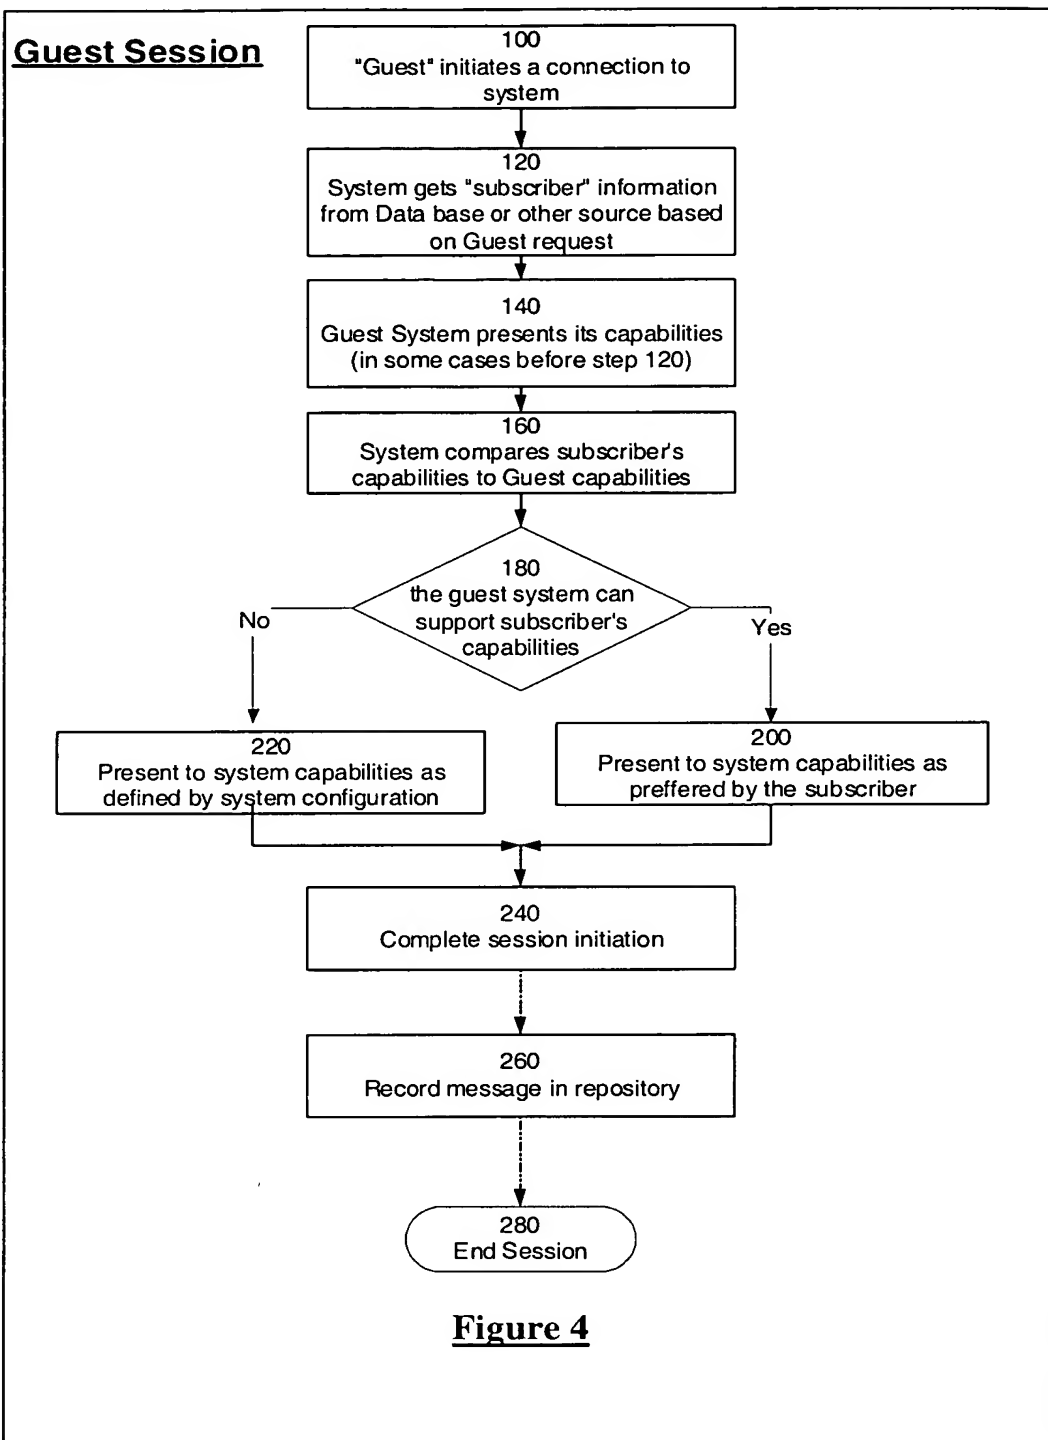 Guest Session
100
"Guest" initiates a connection to
system
120
System gets "subscriber" information
from Data base or other source based
on Guest request
140
Guest System presents its capabilities
(in some cases before step 120)
160
System compares subscriber's
capabilities to Guest capabilities
180
the guest system can
support subscriber's
capabilities
No
Yes
220
Present to system capabilities as
defined by system configuration
200
Present to system capabilities as
preffered by the subscriber
240
Complete session initiation
260
Record message in repository
280
End Session
Figure 4